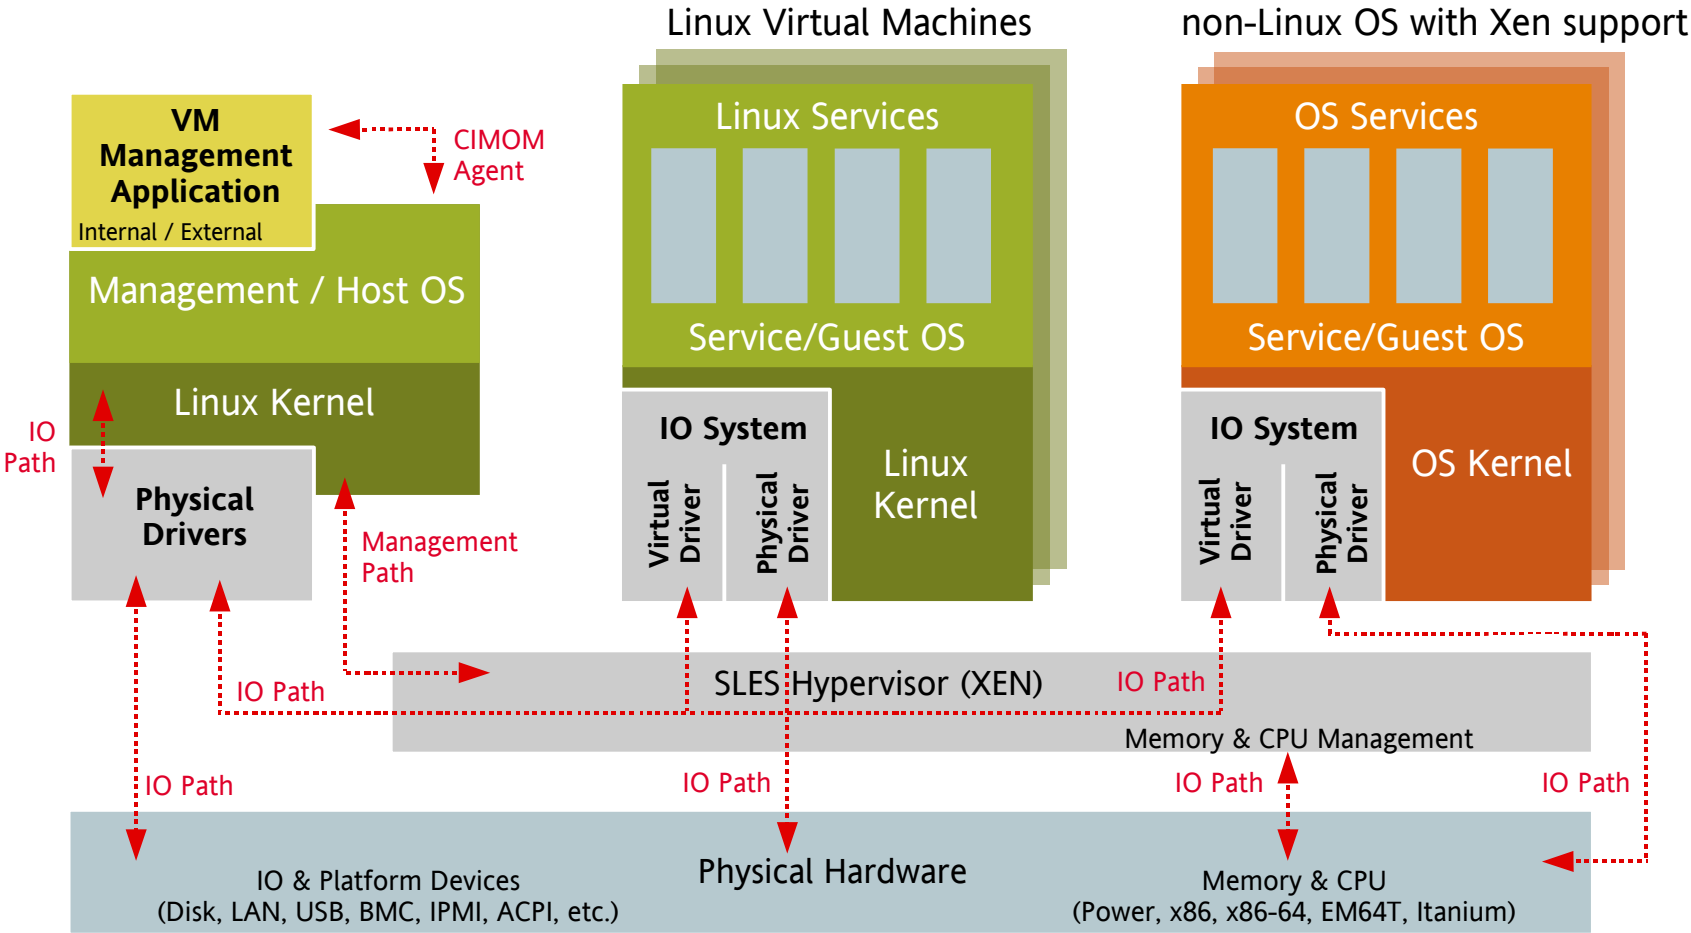 Linux Virtual Machines
non-Linux OS with Xen support
VM
Management
Application
Internal / External
CIMOM
Agent
Management / Host OS
Linux Kernel
IO
Path
Physical
Drivers
Management
Path
Linux Services
Service/Guest OS
IO System
Virtual
Driver
Physical
Driver
Linux
Kernel
OS Services
Service/Guest OS
IO System
Virtual
Driver
Physical
Driver
OS Kernel
IO Path
SLES Hypervisor (XEN)
IO Path
Memory & CPU Management
IO Path
IO Path
IO Path
IO Path
Physical Hardware
IO & Platform Devices
(Disk, LAN, USB, BMC, IPMI, ACPI, etc.)
Memory & CPU
(Power, x86, x86-64, EM64T, Itanium)